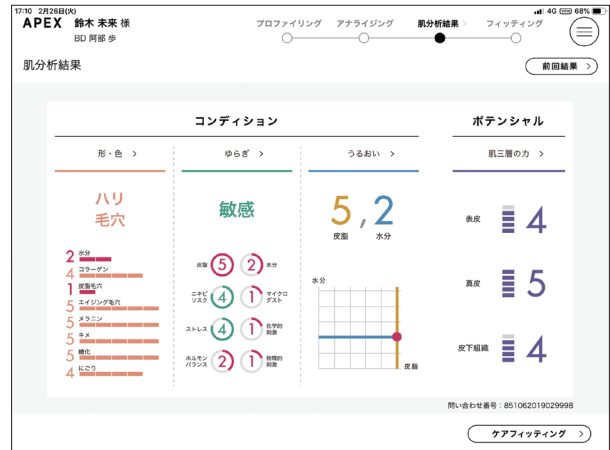 17:10 2月26日(火)
4G 68%
APEX 鈴木 未来 様
BD 阿部 歩
プロファイリング アナライジング 肌分析結果 > フィッティング
肌分析結果
前回結果 >
コンディション
ポテンシャル
形・色 >
ゆらぎ >
うるおい >
肌三層の力 >
ハリ
毛穴
2 水分
4 コラーゲン
1 皮脂毛穴
5 エイジング毛穴
5 メラニン
5 キメ
5 糖化
4 にごり
敏感
皮脂 5 2 水分
ニキビリスク 4 1 マイクロダスト
ストレス 4 1 化学的刺激
ホルモンバランス 2 1 物理的刺激
5 , 2
皮脂 水分
水分
皮脂
表皮 4
真皮 5
皮下組織 4
問い合わせ番号：851062019029998
ケアフィッティング >